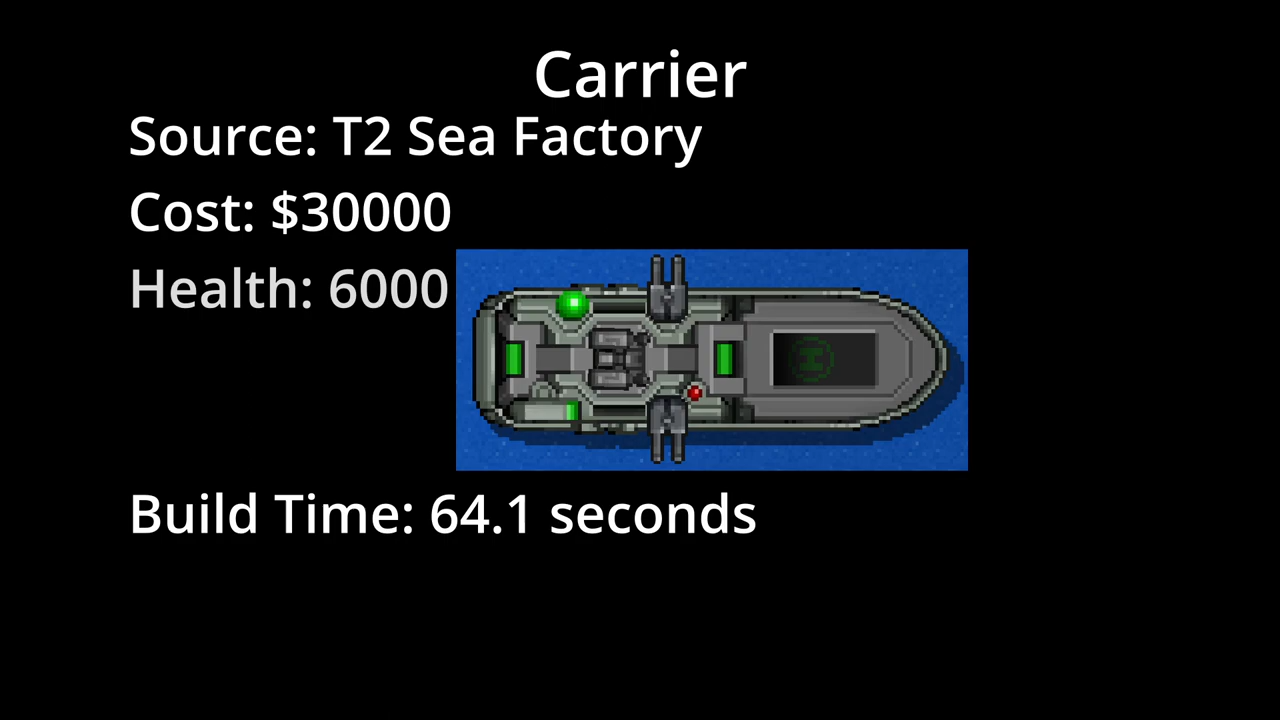 Carrier
Source: T2 Sea Factory
Cost: $30000
Health: 6000
H
Build Time: 64.1 seconds